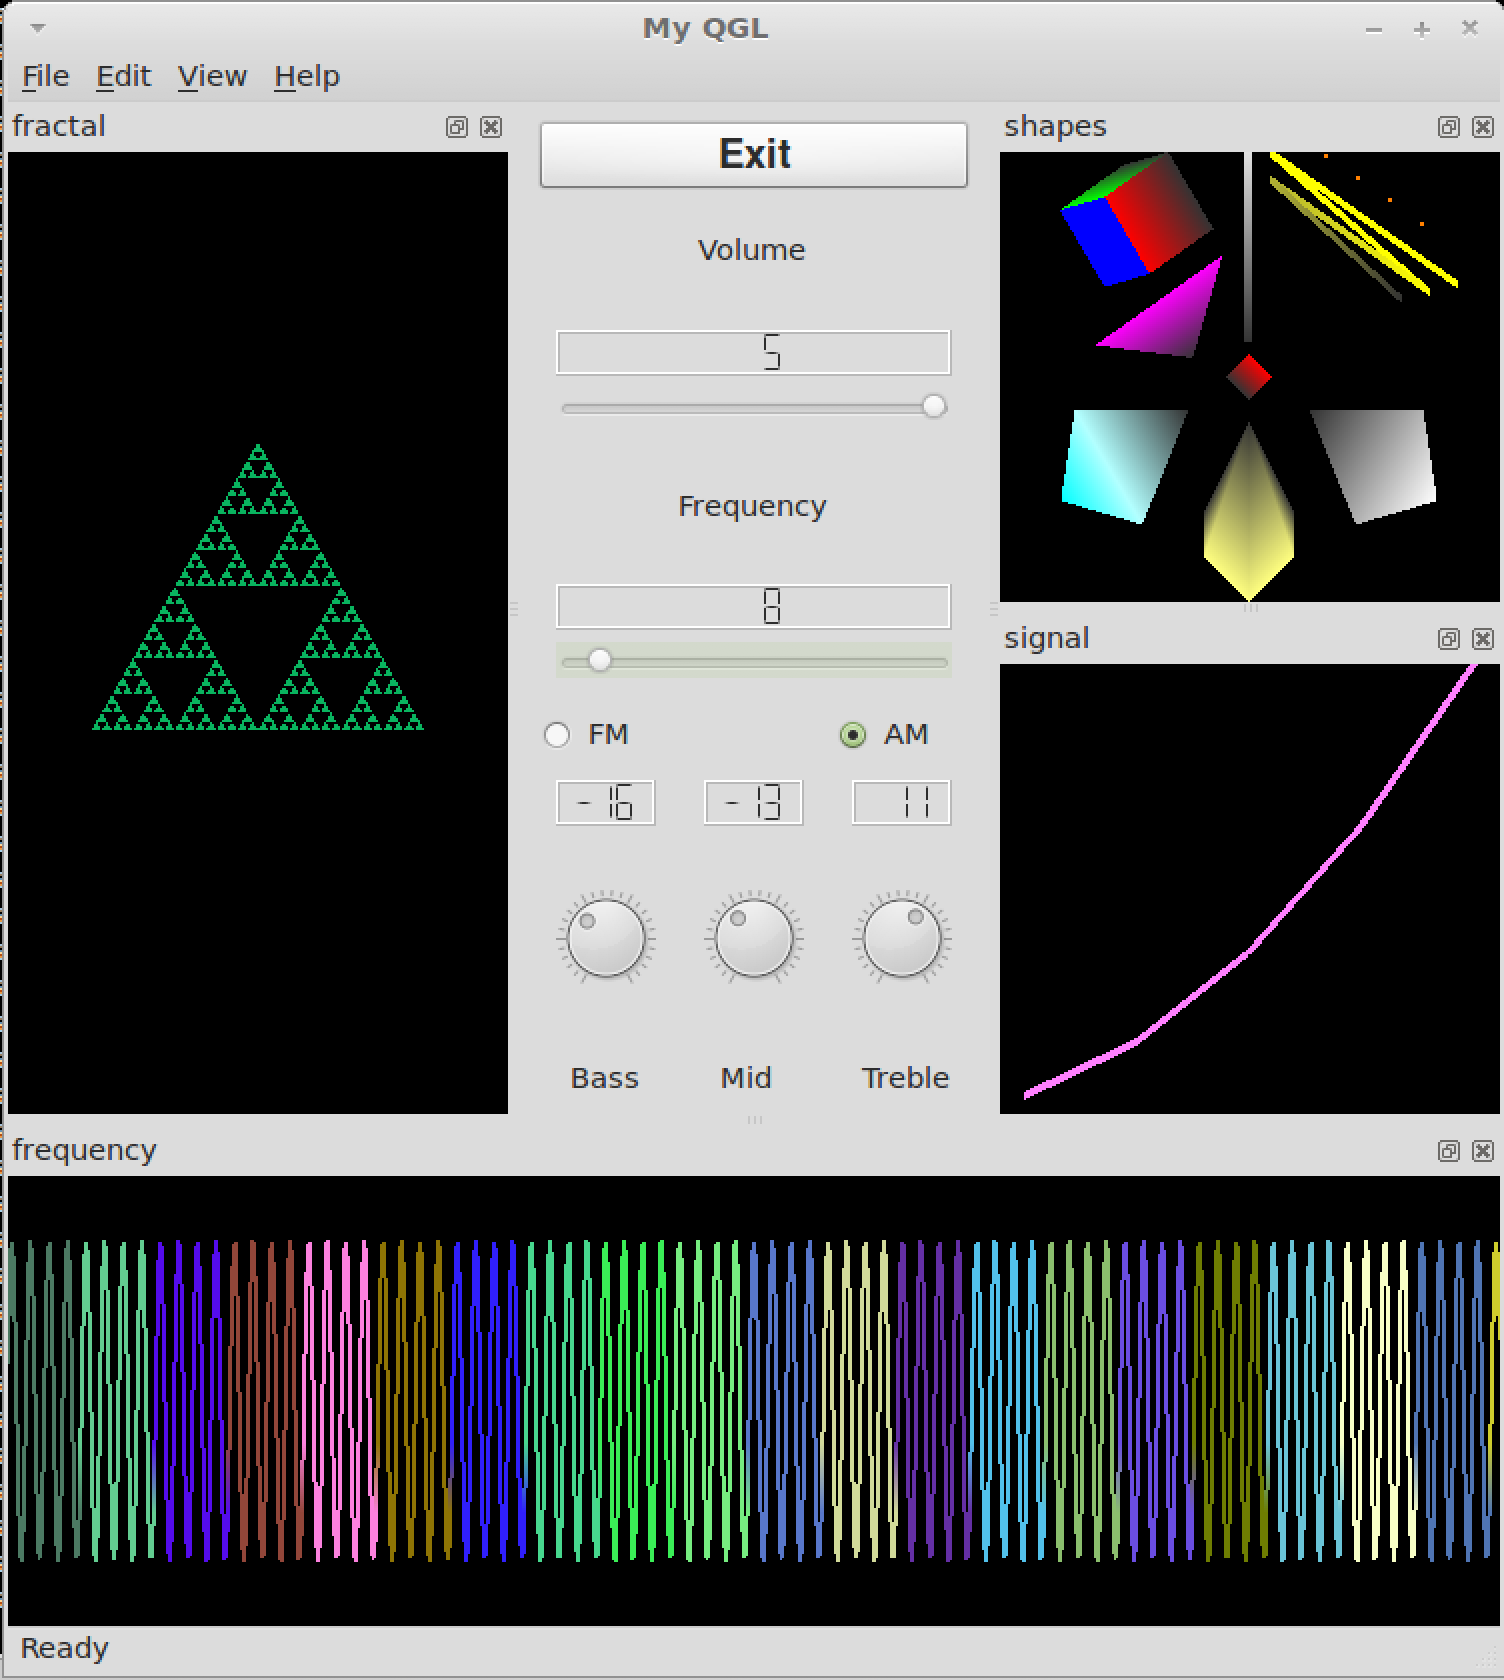 My QGL
File Edit View Help
fractal
Exit
Volume
5
Frequency
8
FM AM
-16 -13 11
Bass Mid Treble
shapes
signal
frequency
Ready